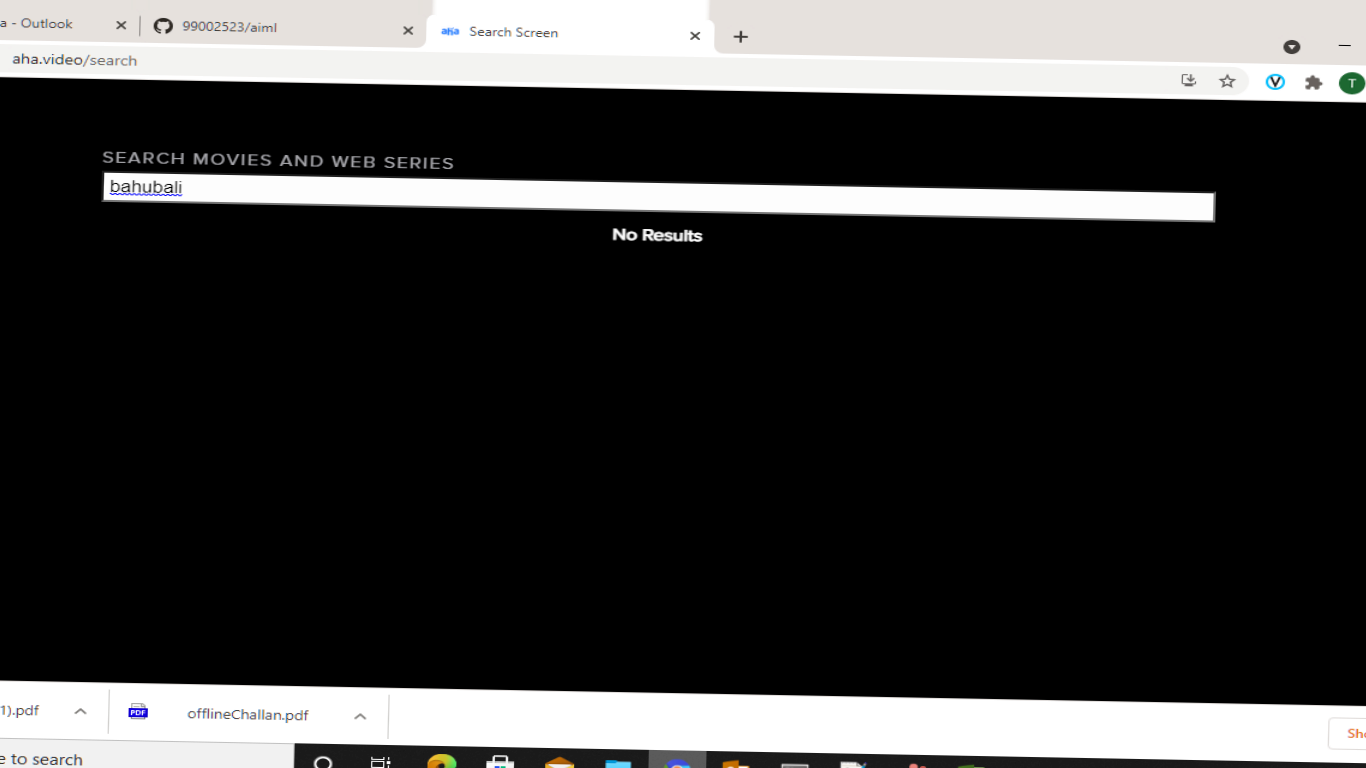 a - Outlook
99002523/aiml
aha
Search Screen
aha.video/search
T
SEARCH MOVIES AND WEB SERIES
bahubali
No Results
1).pdf
PDF
offlineChallan.pdf
Sho
e to search